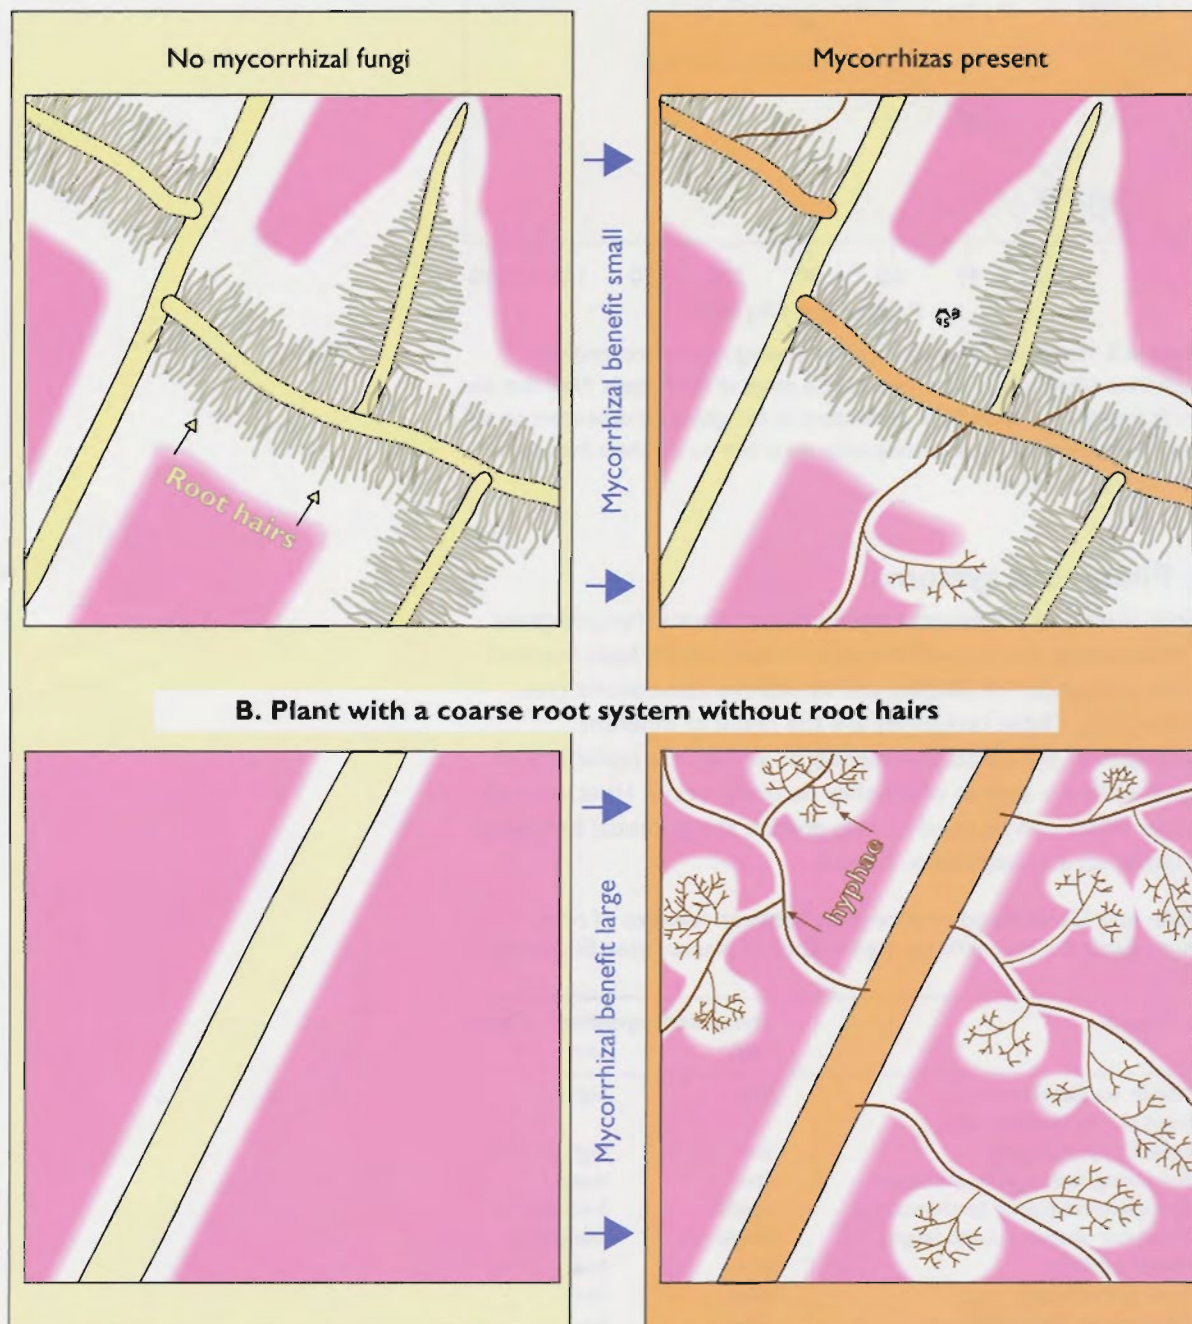 No mycorrhizal fungi
Mycorrhizas present
Root hairs
Mycorrhizal benefit small
B. Plant with a coarse root system without root hairs
Mycorrhizal benefit large
hyphae